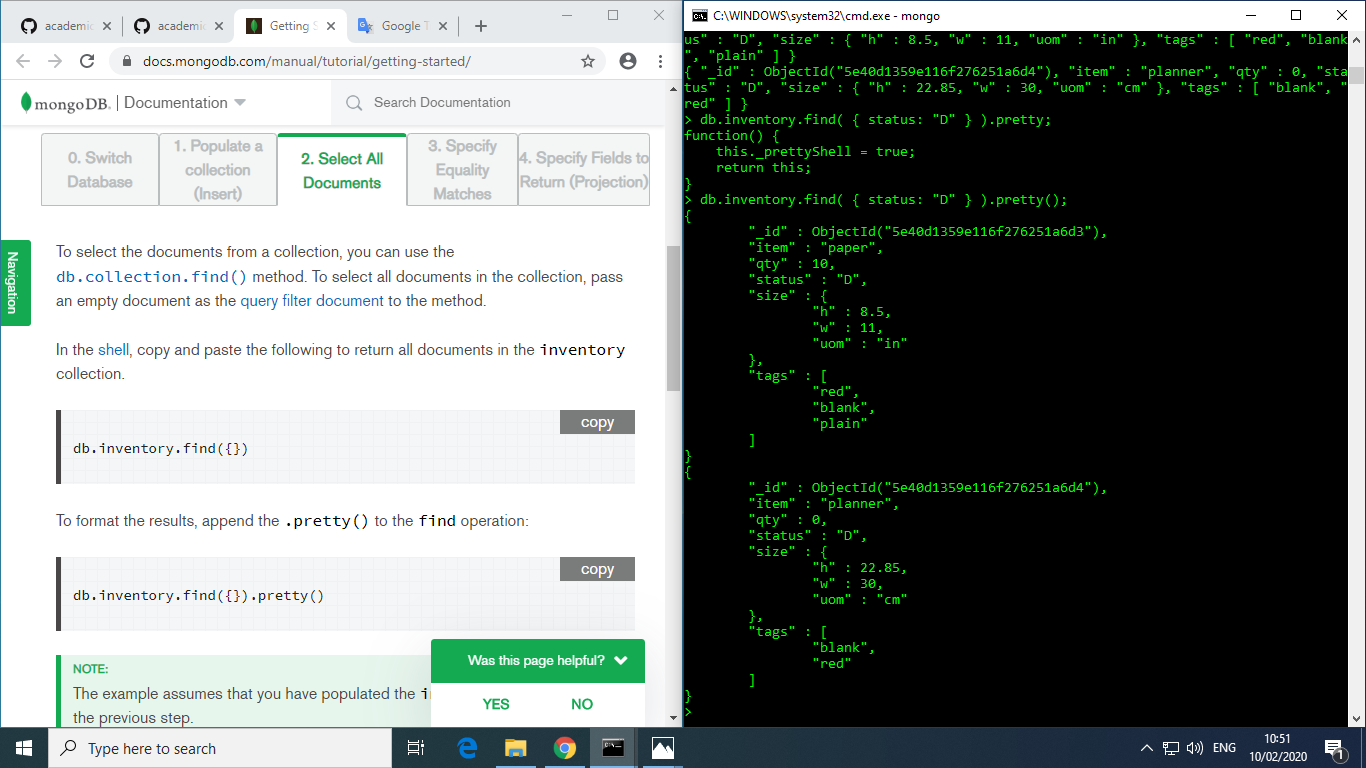 academic
academic
Getting S
Google T
docs.mongodb.com/manual/tutorial/getting-started/
mongoDB. | Documentation
Search Documentation
0. Switch
Database
1. Populate a
collection
(Insert)
2. Select All
Documents
3. Specify
Equality
Matches
4. Specify Fields to
Return (Projection)
Navigation
To select the documents from a collection, you can use the
db.collection.find() method. To select all documents in the collection, pass
an empty document as the query filter document to the method.
In the shell, copy and paste the following to return all documents in the inventory
collection.
copy
db.inventory.find({})
To format the results, append the .pretty() to the find operation:
copy
db.inventory.find({}).pretty()
NOTE:
The example assumes that you have populated the
the previous step.
Was this page helpful?
YES NO
C:\WINDOWS\system32\cmd.exe - mongo
us" : "D", "size" : { "h" : 8.5, "w" : 11, "uom" : "in" }, "tags" : [ "red", "blank
", "plain" ] }
{ "_id" : ObjectId("5e40d1359e116f276251a6d4"), "item" : "planner", "qty" : 0, "sta
tus" : "D", "size" : { "h" : 22.85, "w" : 30, "uom" : "cm" }, "tags" : [ "blank", "
red" ] }
> db.inventory.find( { status: "D" } ).pretty;
function() {
    this._prettyShell = true;
    return this;
}
> db.inventory.find( { status: "D" } ).pretty();
{
        "_id" : ObjectId("5e40d1359e116f276251a6d3"),
        "item" : "paper",
        "qty" : 10,
        "status" : "D",
        "size" : {
                "h" : 8.5,
                "w" : 11,
                "uom" : "in"
        },
        "tags" : [
                "red",
                "blank",
                "plain"
        ]
}
{
        "_id" : ObjectId("5e40d1359e116f276251a6d4"),
        "item" : "planner",
        "qty" : 0,
        "status" : "D",
        "size" : {
                "h" : 22.85,
                "w" : 30,
                "uom" : "cm"
        },
        "tags" : [
                "blank",
                "red"
        ]
}
>
Type here to search
ENG
10:51
10/02/2020
1